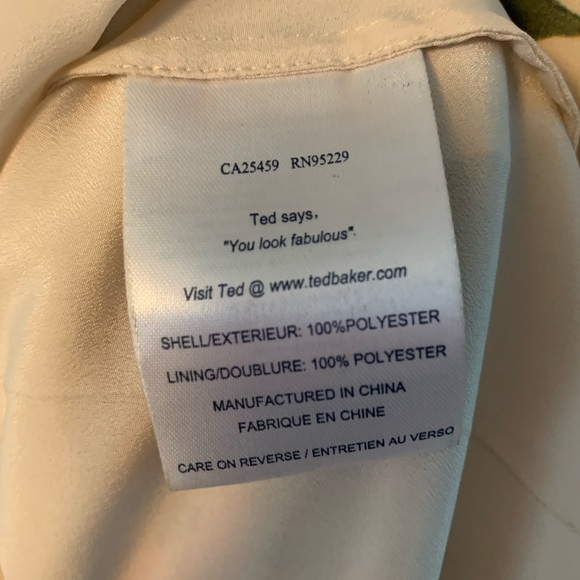 CA25459 RN95229
Ted says,
"You look fabulous".
Visit Ted @ www.tedbaker.com
SHELL/EXTERIEUR: 100%POLYESTER
LINING/DOUBLURE: 100% POLYESTER
MANUFACTURED IN CHINA
FABRIQUE EN CHINE
CARE ON REVERSE / ENTRETIEN AU VERSO